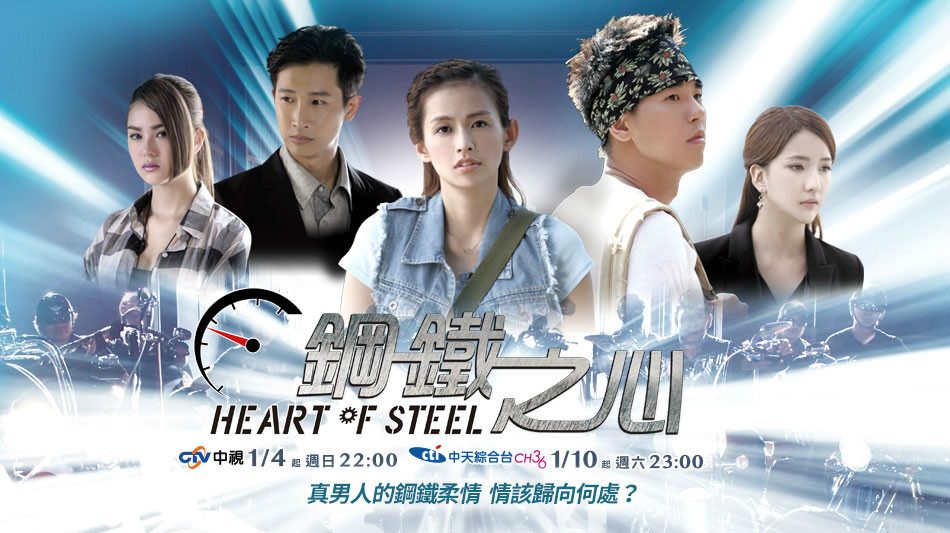 鋼鐵之心
HEART OF STEEL
CTV 中視 1/4 起 週日 22:00 cti 中天綜合台 CH36 1/10 起 週六 23:00
真男人的鋼鐵柔情 情該歸向何處？